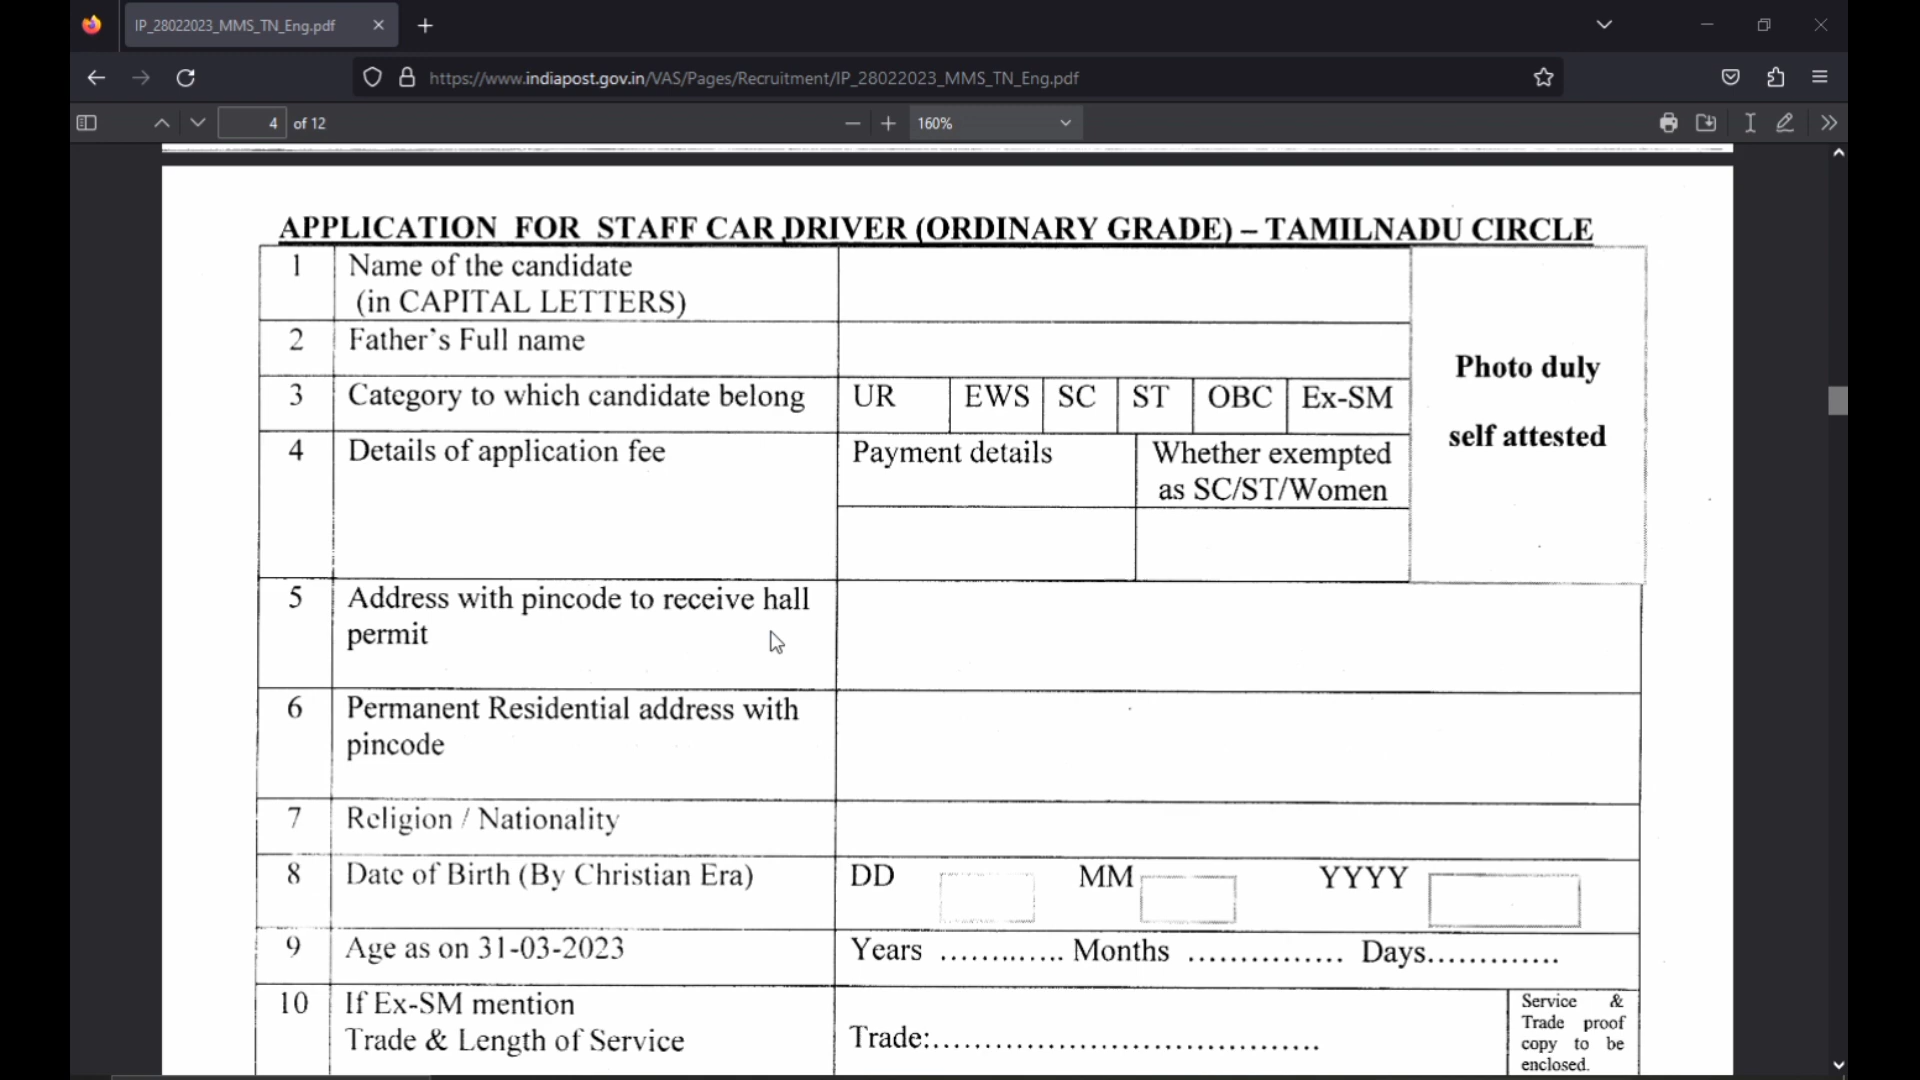 IP_28022023_MMS_TN_Eng.pdf
https://www.indiapost.gov.in/VAS/Pages/Recruitment/IP_28022023_MMS_TN_Eng.pdf
4 of 12
160%
APPLICATION FOR STAFF CAR DRIVER (ORDINARY GRADE) – TAMILNADU CIRCLE
1 Name of the candidate
(in CAPITAL LETTERS)
2 Father's Full name
Photo duly
self attested
3 Category to which candidate belong UR EWS SC ST OBC Ex-SM
4 Details of application fee Payment details Whether exempted
as SC/ST/Women
5 Address with pincode to receive hall
permit
6 Permanent Residential address with
pincode
7 Religion / Nationality
8 Date of Birth (By Christian Era) DD MM YYYY
9 Age as on 31-03-2023 Years .............. Months ............... Days.............
10 If Ex-SM mention
Trade & Length of Service Trade:.....................................
Service &
Trade proof
copy to be
enclosed.